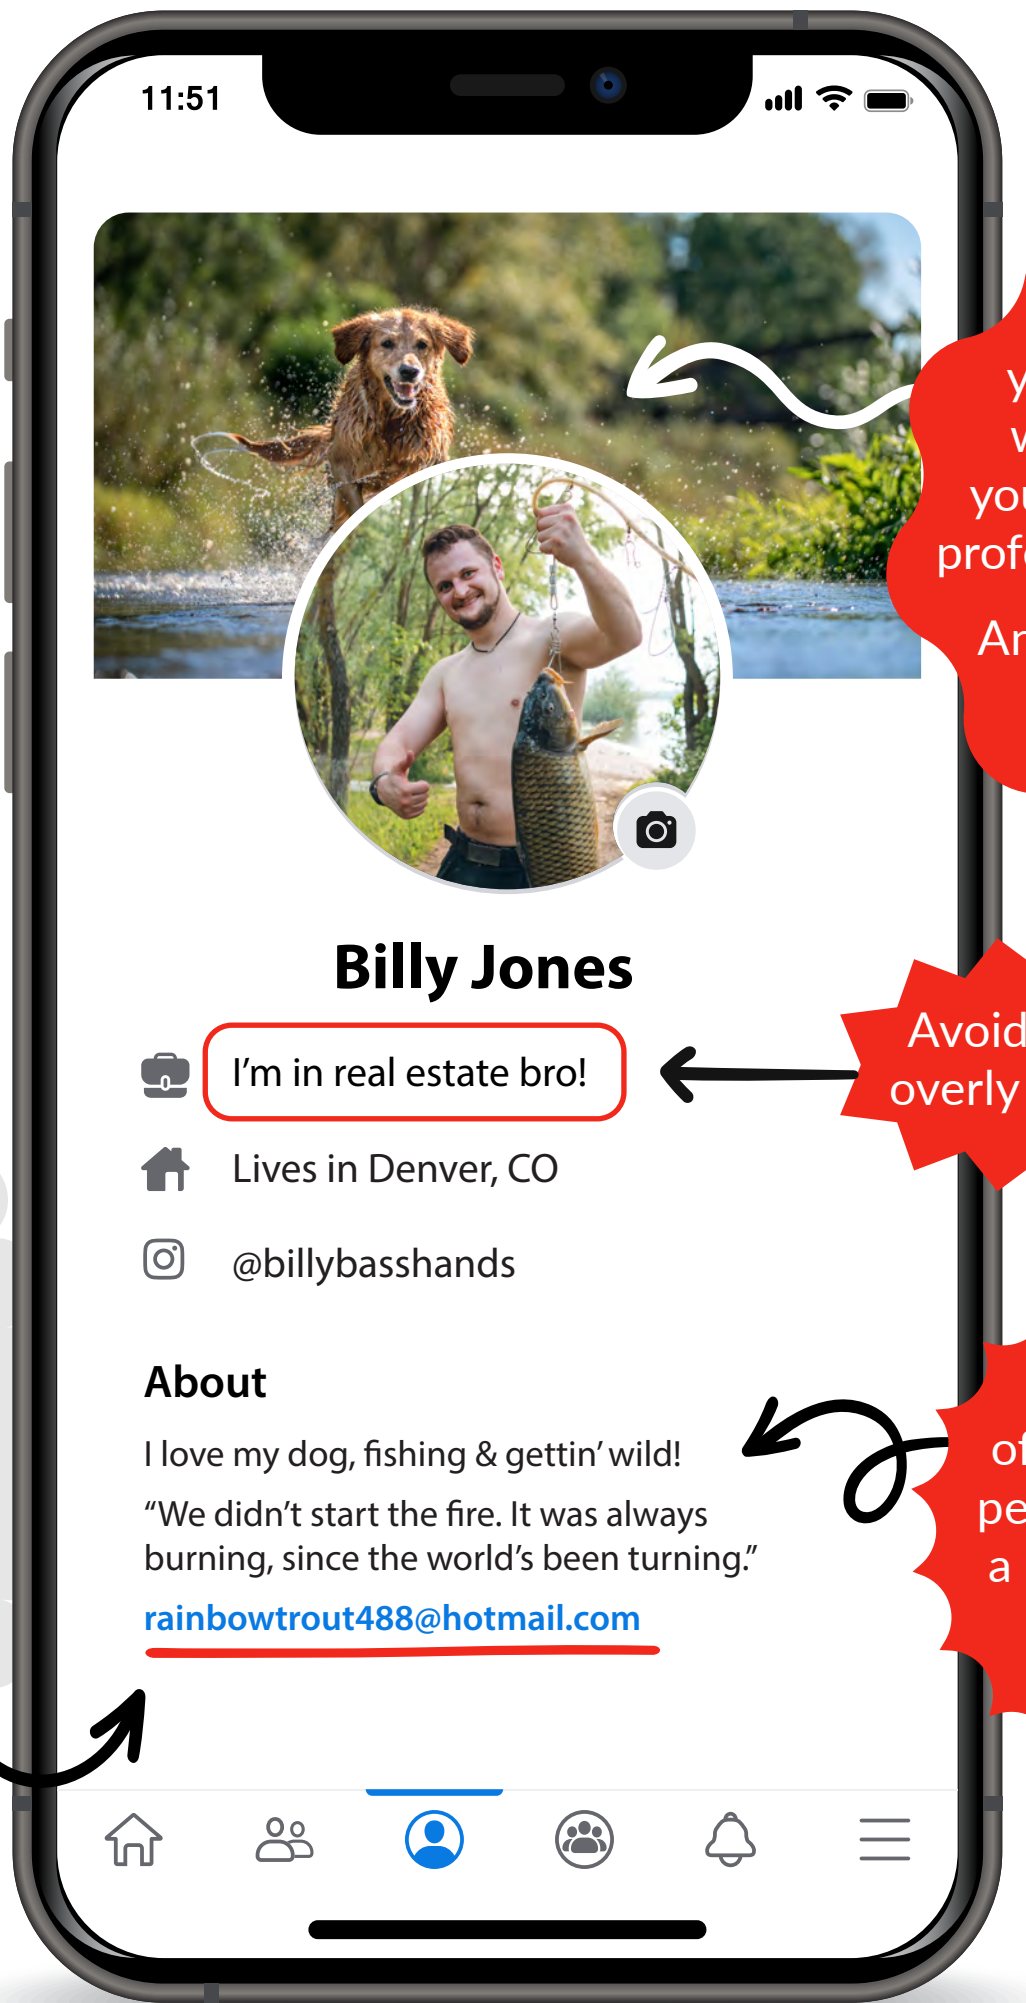 11:51
Billy Jones
I’m in real estate bro!
Avoid
overly
Lives in Denver, CO
@billybasshands
About
I love my dog, fishing & gettin’ wild!
“We didn’t start the fire. It was always
burning, since the world’s been turning.”
rainbowtrout488@hotmail.com
a